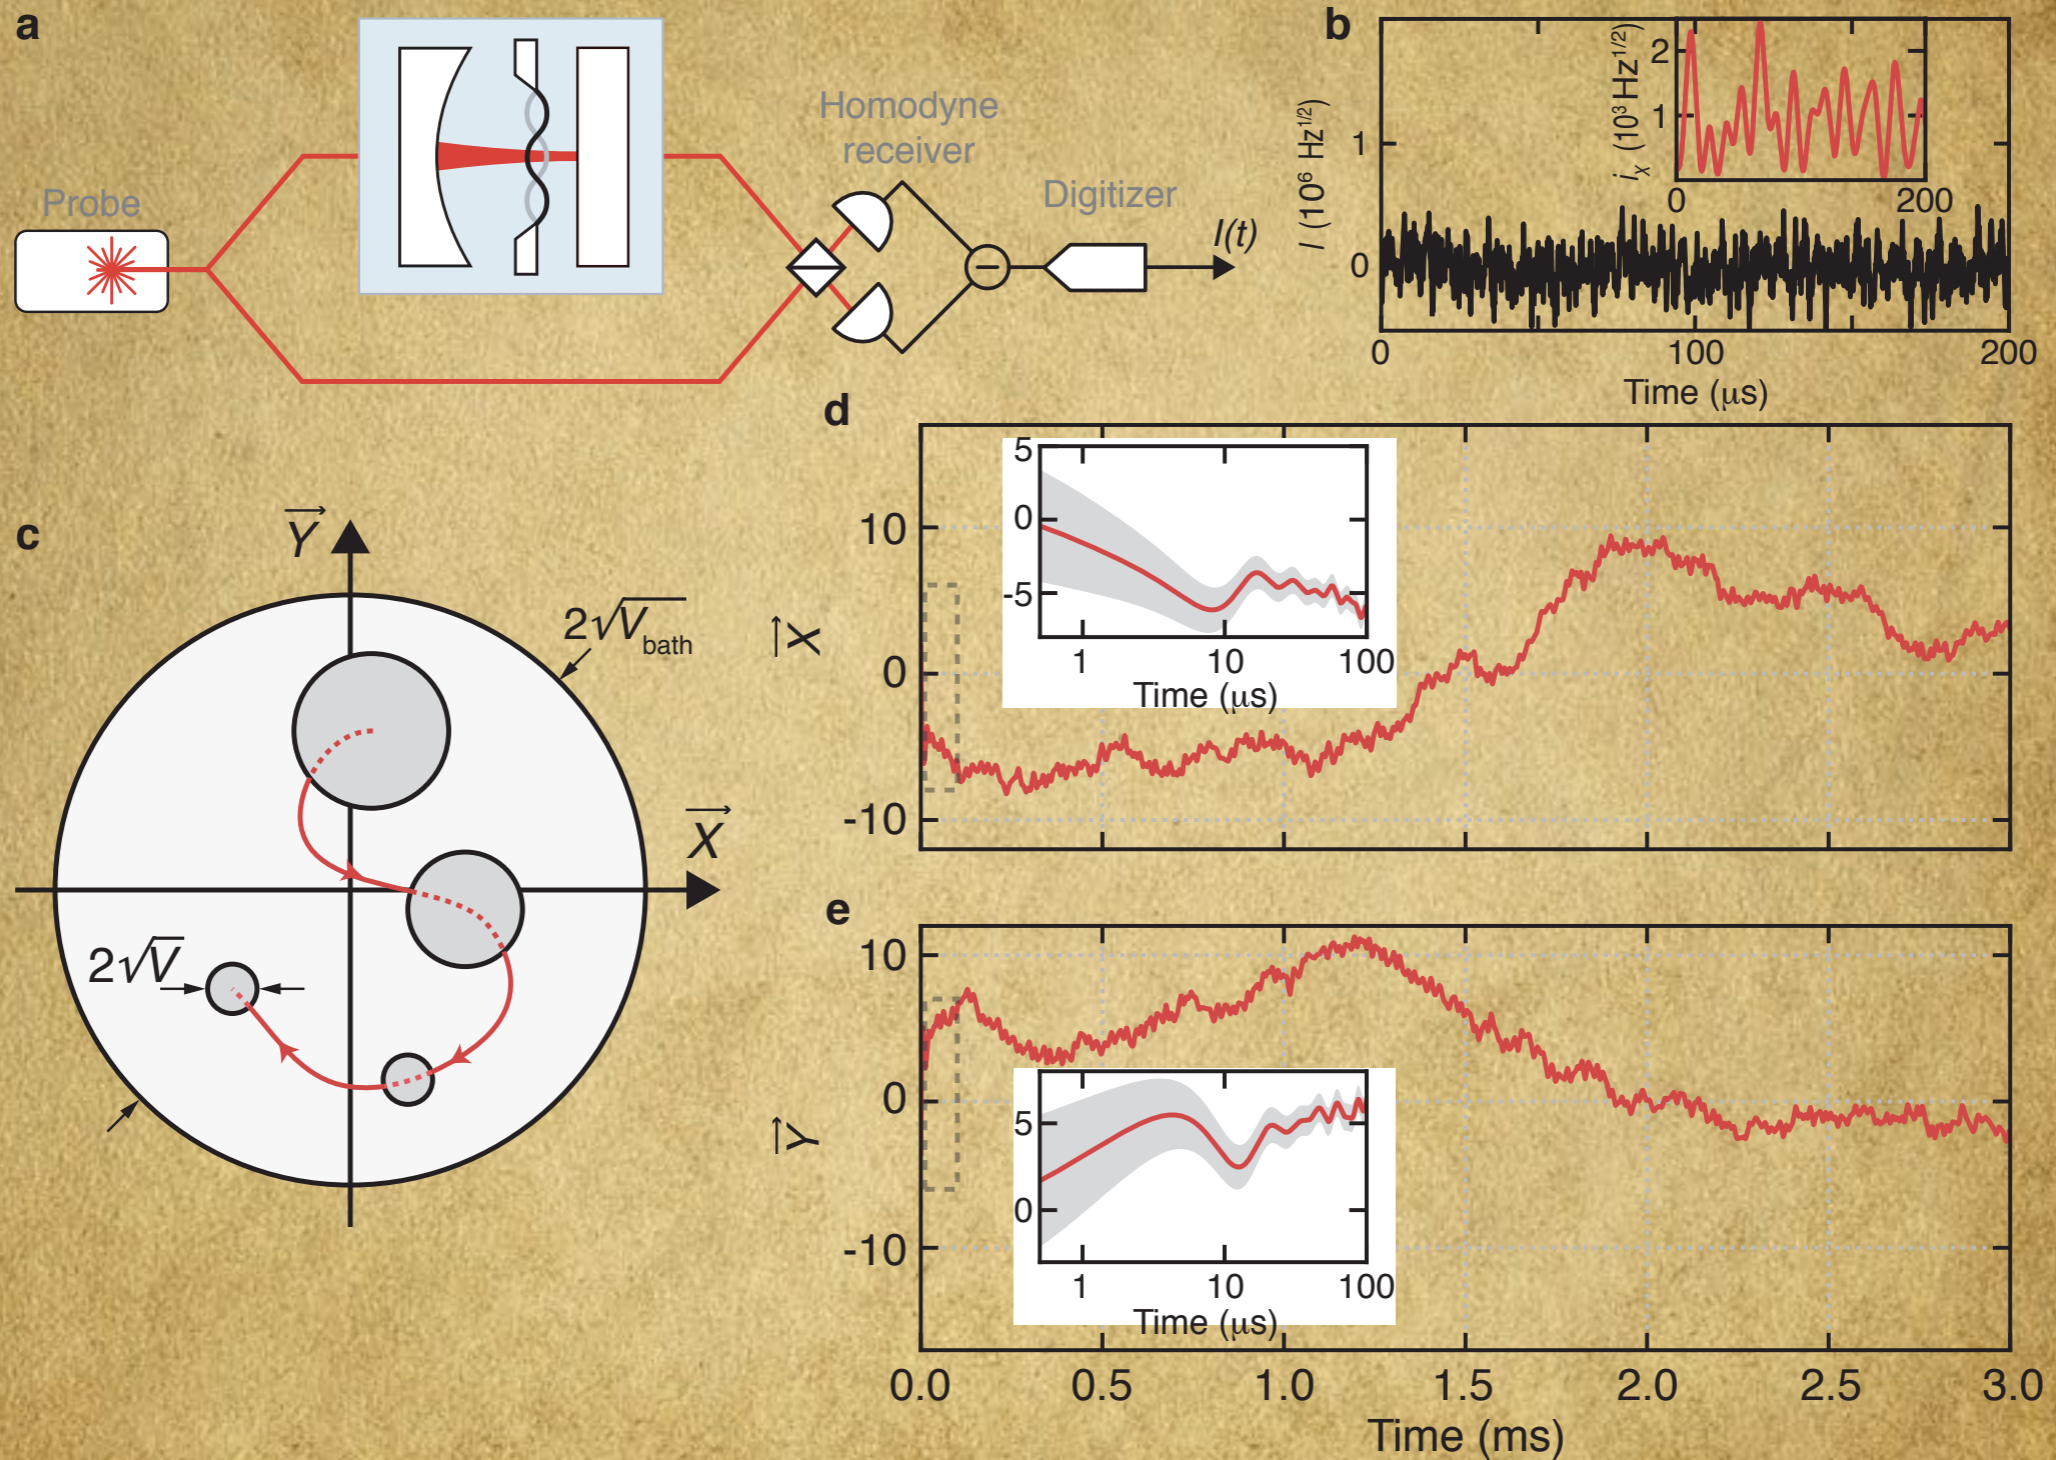 a
Probe
Homodyne
receiver
Digitizer
I(t)
b
I (10⁶ Hz^1/2)
1
0
0
100
200
Time (μs)
i_χ (10³ Hz^1/2)
2
1
0
200
c
Y
X
2√V_bath
2√V
d
X
10
0
-10
5
0
-5
1
10
100
Time (μs)
e
Y
10
0
-10
5
0
1
10
100
Time (μs)
0.0
0.5
1.0
1.5
2.0
2.5
3.0
Time (ms)